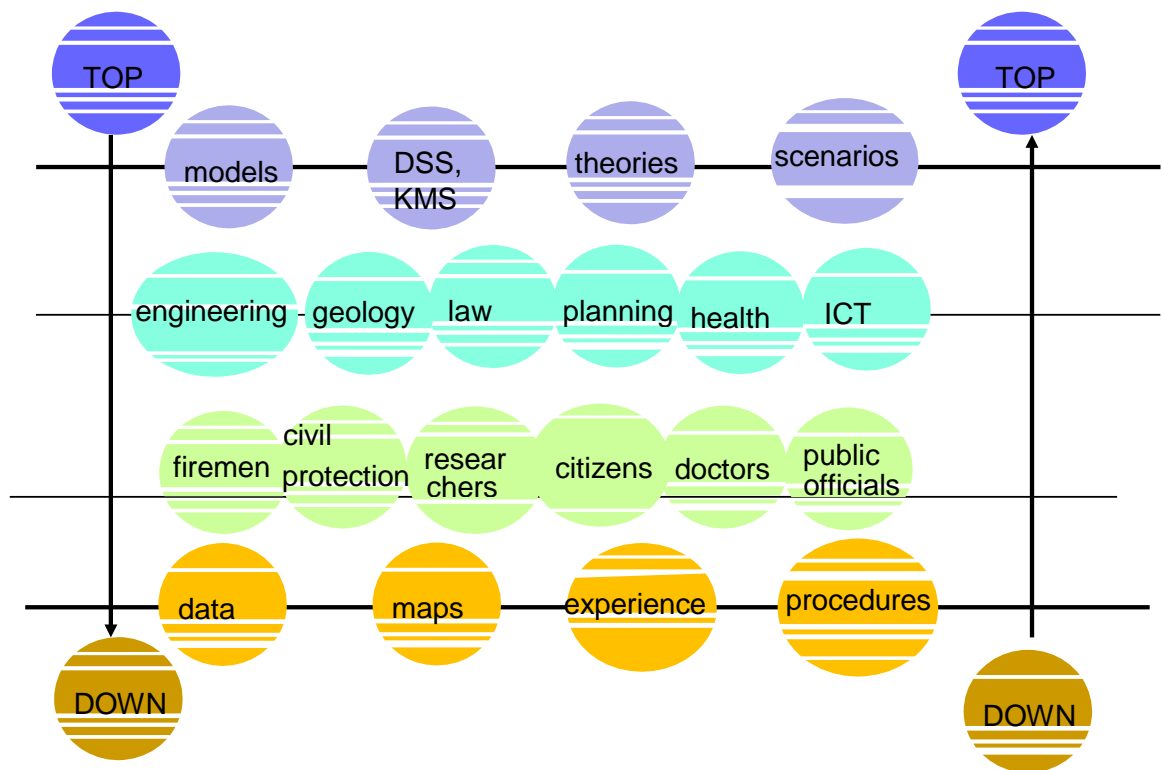 TOP
TOP
models
DSS,
KMS
theories
scenarios
engineering
geology
law
planning
health
ICT
firemen
civil
protection
resear
chers
citizens
doctors
public
officials
data
maps
experience
procedures
DOWN
DOWN